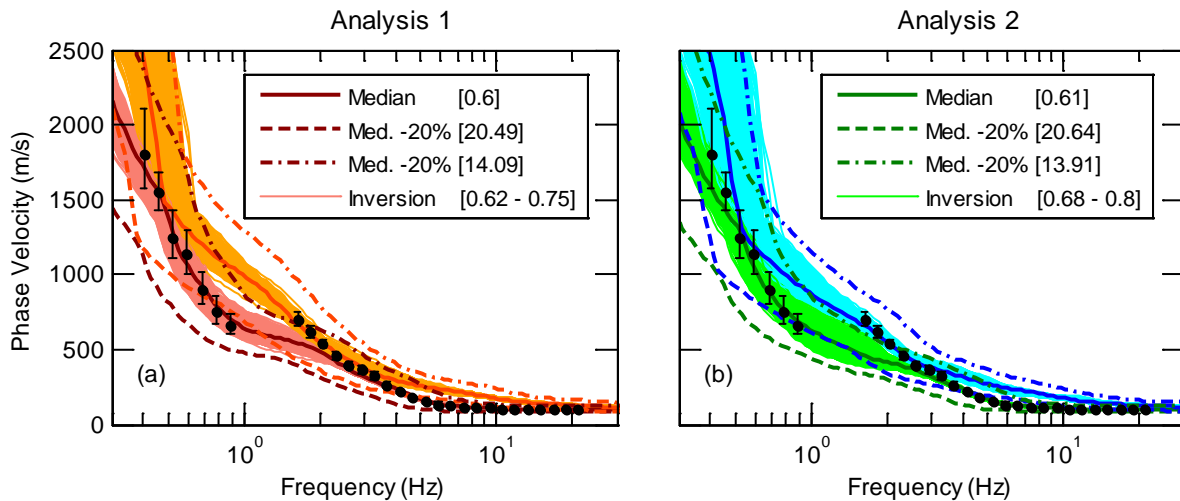 Analysis 1
Analysis 2
Phase Velocity (m/s)
2500
2000
1500
1000
500
0
Median [0.6]
Med. -20% [20.49]
Med. -20% [14.09]
Inversion [0.62 - 0.75]
(a)
10⁰
10¹
Frequency (Hz)
Median [0.61]
Med. -20% [20.64]
Med. -20% [13.91]
Inversion [0.68 - 0.8]
(b)
10⁰
10¹
Frequency (Hz)